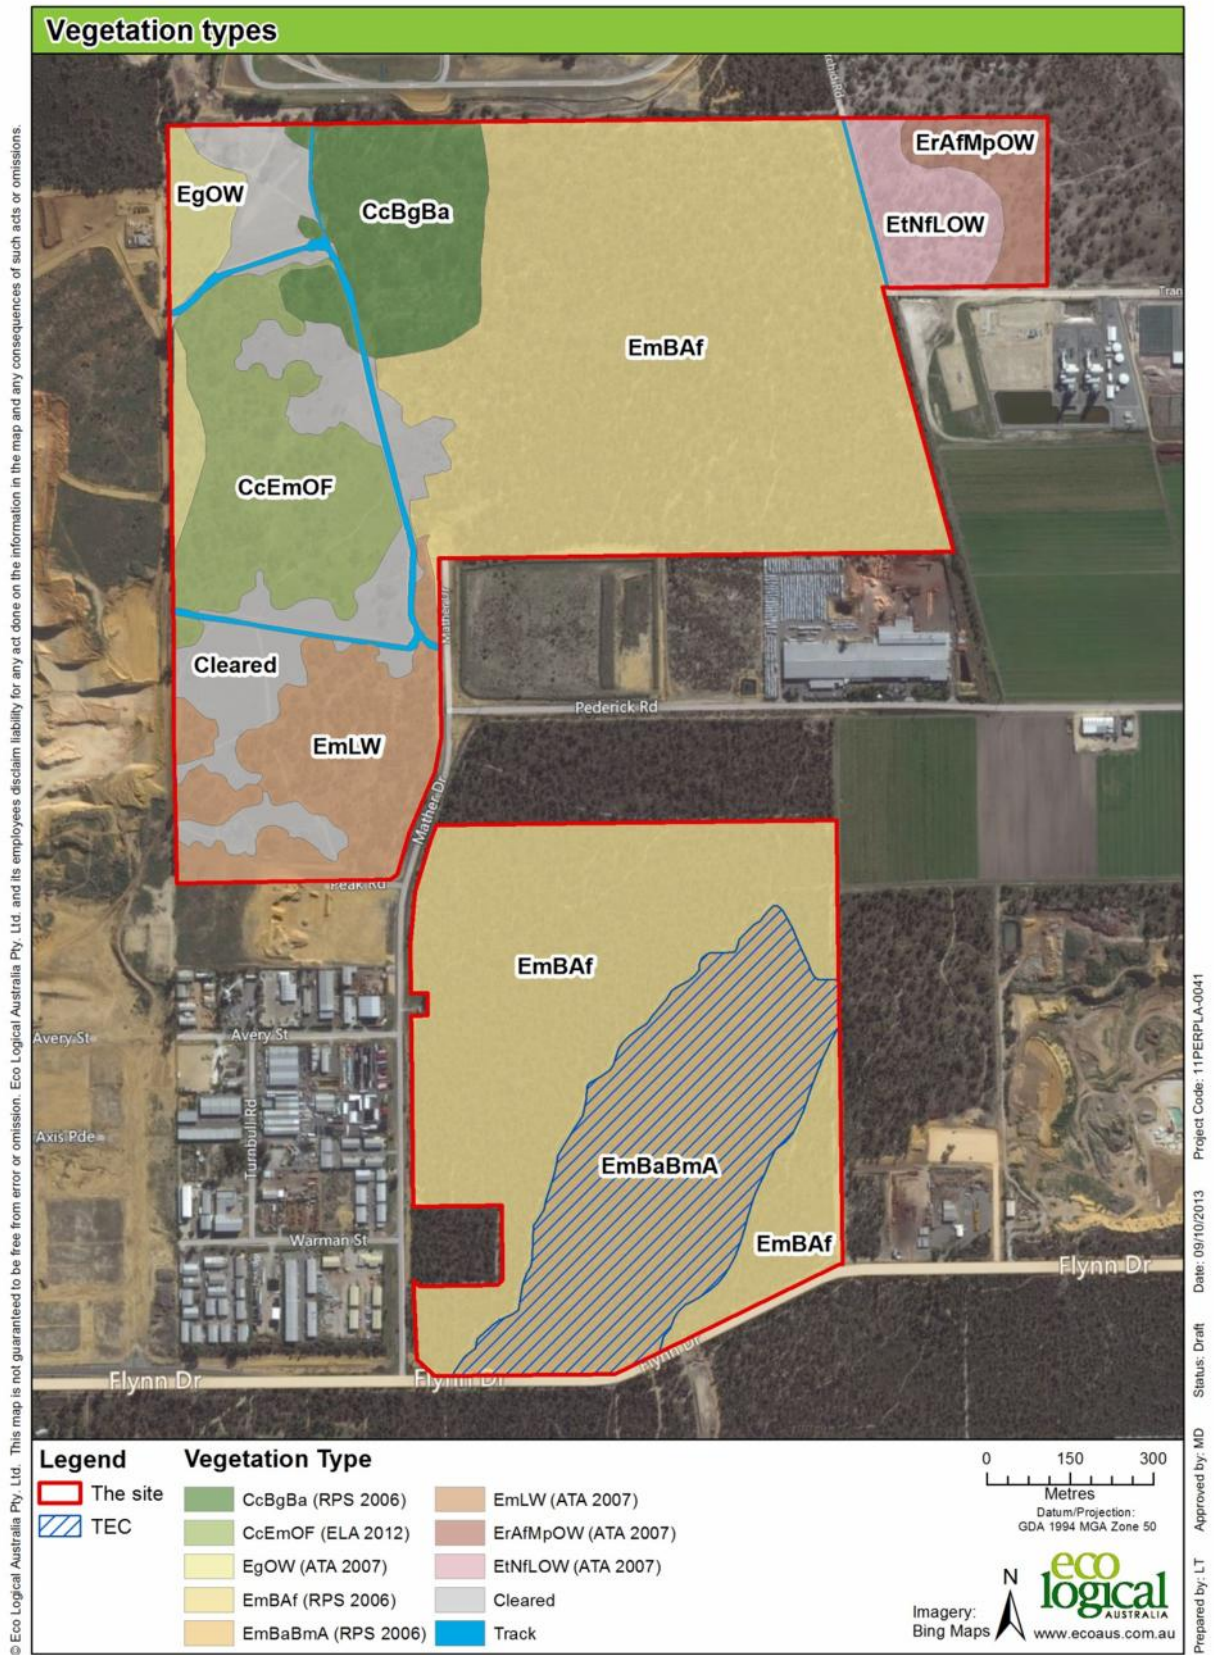 Vegetation types
rchid Rd
ErAfMpOW
EgOW
CcBgBa
EtNfLOW
Tran
EmBAf
CcEmOF
Mather Dr
Cleared
Pederick Rd
EmLW
Mather Dr
Peak Rd
EmBAf
Avery St
Avery St
Turnbull Rd
Axis Pde
EmBaBmA
Warman St
EmBAf
Flynn Dr
Flynn Dr
Flynn Dr
Flynn Dr
Legend
The site
TEC
Vegetation Type
CcBgBa (RPS 2006)
CcEmOF (ELA 2012)
EgOW (ATA 2007)
EmBAf (RPS 2006)
EmBaBmA (RPS 2006)
EmLW (ATA 2007)
ErAfMpOW (ATA 2007)
EtNfLOW (ATA 2007)
Cleared
Track
0 150 300
Metres
Datum/Projection:
GDA 1994 MGA Zone 50
N
eco
logical
AUSTRALIA
Imagery:
Bing Maps
www.ecoaus.com.au
© Eco Logical Australia Pty. Ltd. This map is not guaranteed to be free from error or omission. Eco Logical Australia Pty. Ltd. and its employees disclaim liability for any act done on the information in the map and any consequences of such acts or omissions.
Prepared by: LT Approved by: MD Status: Draft Date: 09/10/2013 Project Code: 11PERPLA-0041